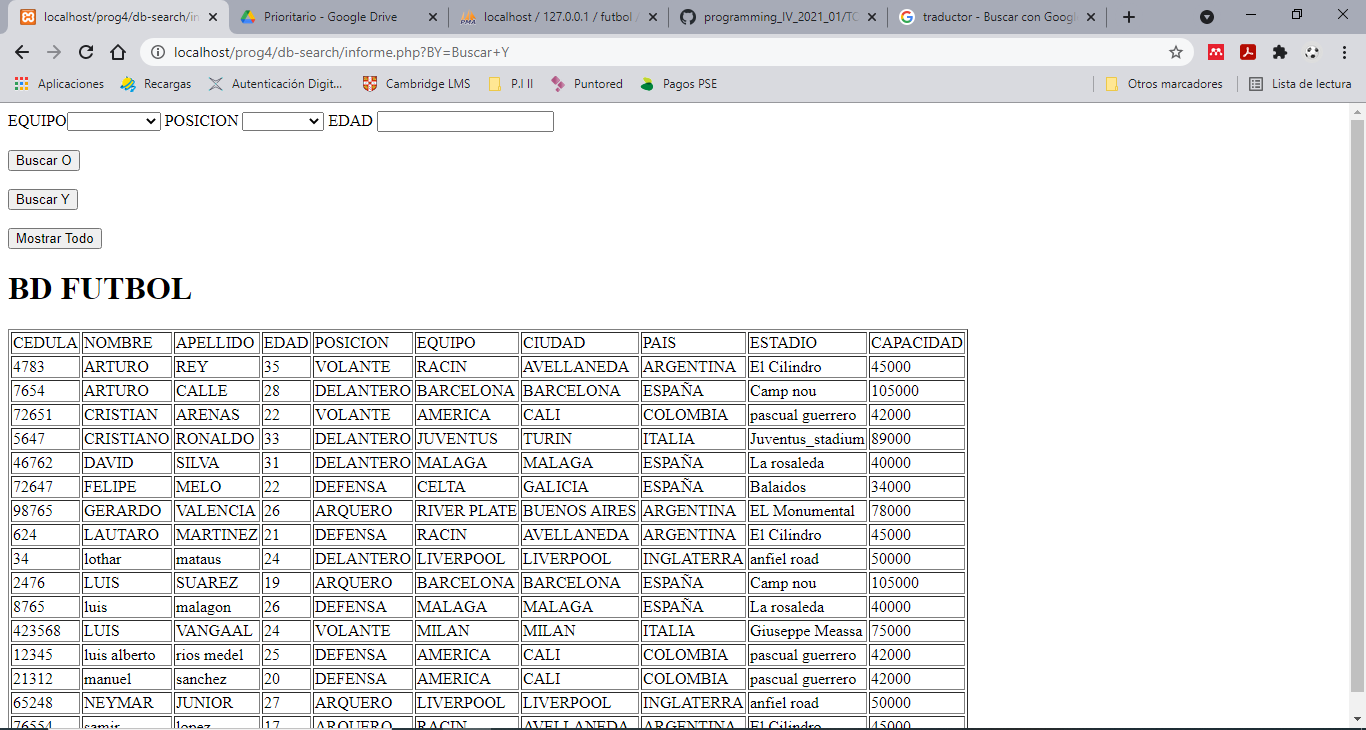 localhost/prog4/db-search/in
Prioritario - Google Drive
localhost / 127.0.0.1 / futbol /
programming_IV_2021_01/TC
traductor - Buscar con Googl
localhost/prog4/db-search/informe.php?BY=Buscar+Y
Aplicaciones
Recargas
Autenticación Digit...
Cambridge LMS
P.I II
Puntored
Pagos PSE
Otros marcadores
Lista de lectura
EQUIPO POSICION EDAD
Buscar O
Buscar Y
Mostrar Todo
BD FUTBOL
CEDULA NOMBRE APELLIDO EDAD POSICION EQUIPO CIUDAD PAIS ESTADIO CAPACIDAD
4783 ARTURO REY 35 VOLANTE RACIN AVELLANEDA ARGENTINA El Cilindro 45000
7654 ARTURO CALLE 28 DELANTERO BARCELONA BARCELONA ESPAÑA Camp nou 105000
72651 CRISTIAN ARENAS 22 VOLANTE AMERICA CALI COLOMBIA pascual guerrero 42000
5647 CRISTIANO RONALDO 33 DELANTERO JUVENTUS TURIN ITALIA Juventus_stadium 89000
46762 DAVID SILVA 31 DELANTERO MALAGA MALAGA ESPAÑA La rosaleda 40000
72647 FELIPE MELO 22 DEFENSA CELTA GALICIA ESPAÑA Balaidos 34000
98765 GERARDO VALENCIA 26 ARQUERO RIVER PLATE BUENOS AIRES ARGENTINA EL Monumental 78000
624 LAUTARO MARTINEZ 21 DEFENSA RACIN AVELLANEDA ARGENTINA El Cilindro 45000
34 lothar mataus 24 DELANTERO LIVERPOOL LIVERPOOL INGLATERRA anfiel road 50000
2476 LUIS SUAREZ 19 ARQUERO BARCELONA BARCELONA ESPAÑA Camp nou 105000
8765 luis malagon 26 DEFENSA MALAGA MALAGA ESPAÑA La rosaleda 40000
423568 LUIS VANGAAL 24 VOLANTE MILAN MILAN ITALIA Giuseppe Meassa 75000
12345 luis alberto rios medel 25 DEFENSA AMERICA CALI COLOMBIA pascual guerrero 42000
21312 manuel sanchez 20 DEFENSA AMERICA CALI COLOMBIA pascual guerrero 42000
65248 NEYMAR JUNIOR 27 ARQUERO LIVERPOOL LIVERPOOL INGLATERRA anfiel road 50000
76554 samir lopez 17 ARQUERO RACIN AVELLANEDA ARGENTINA El Cilindro 45000